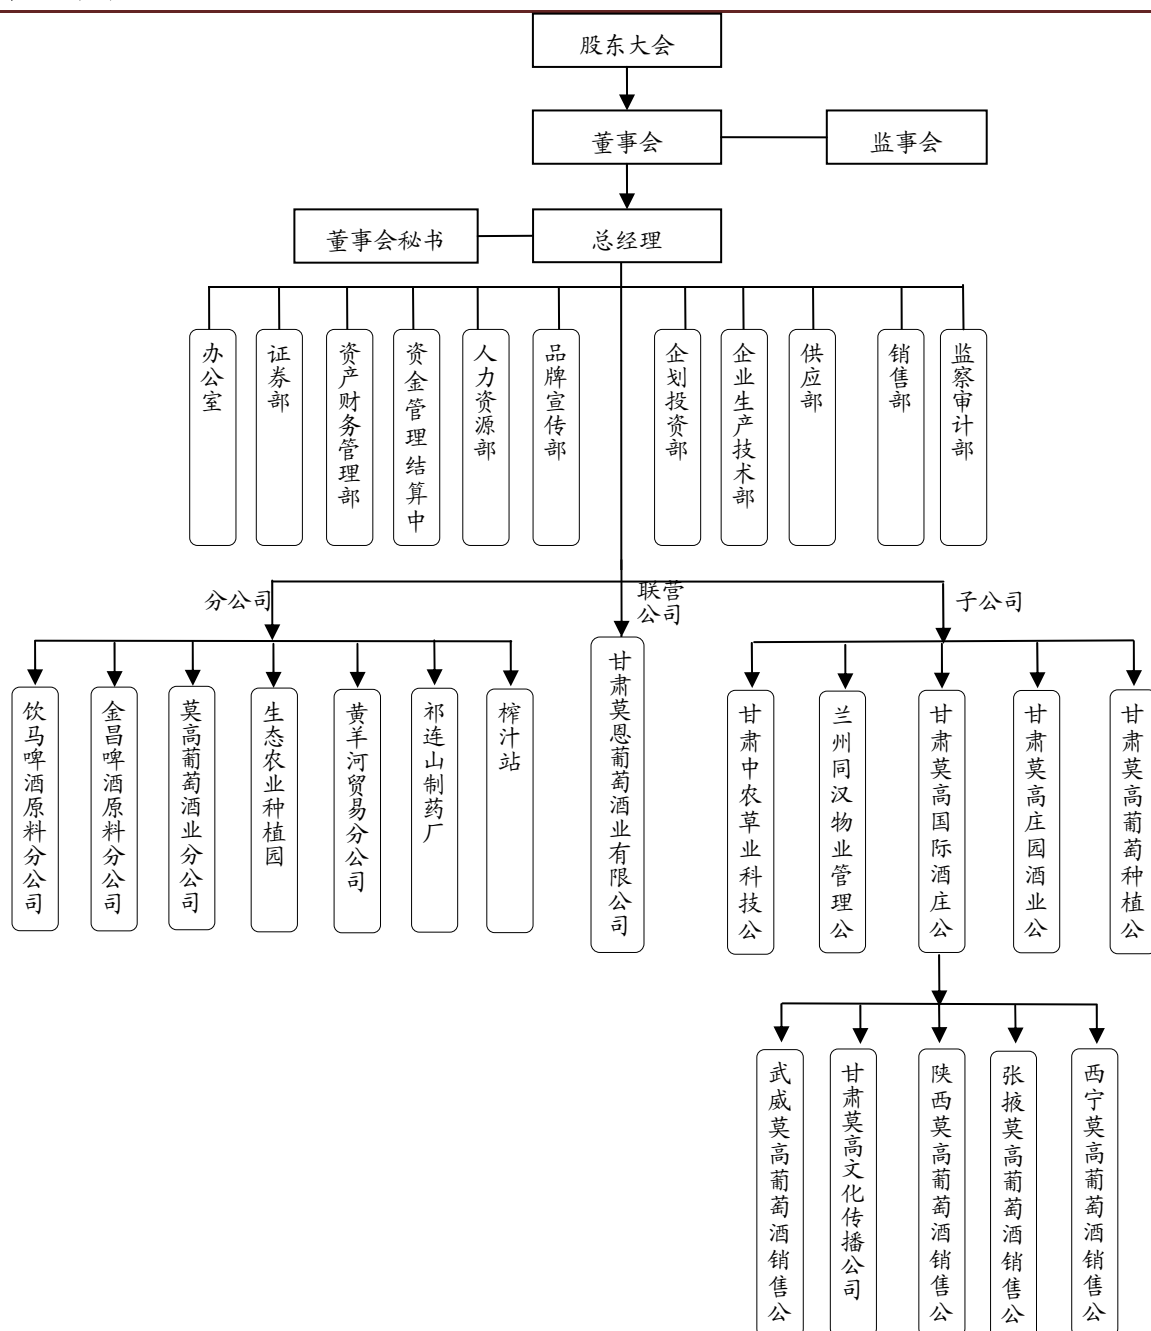 股东大会
董事会
监事会
董事会秘书
总经理
办公室
证券部
资产财务管理部
资金管理结算中
人力资源部
品牌宣传部
企划投资部
企业生产技术部
供应部
销售部
监察审计部
分公司
联营
公司
子公司
饮马啤酒原料分公司
金昌啤酒原料分公司
莫高葡萄酒业分公司
生态农业种植园
黄羊河贸易分公司
祁连山制药厂
榨汁站
甘肃莫恩葡萄酒业有限公司
甘肃中农草业科技公
兰州同汉物业管理公
甘肃莫高国际酒庄公
甘肃莫高庄园酒业公
甘肃莫高葡萄种植公
武威莫高葡萄酒销售公
甘肃莫高文化传播公司
陕西莫高葡萄酒销售公
张掖莫高葡萄酒销售公
西宁莫高葡萄酒销售公